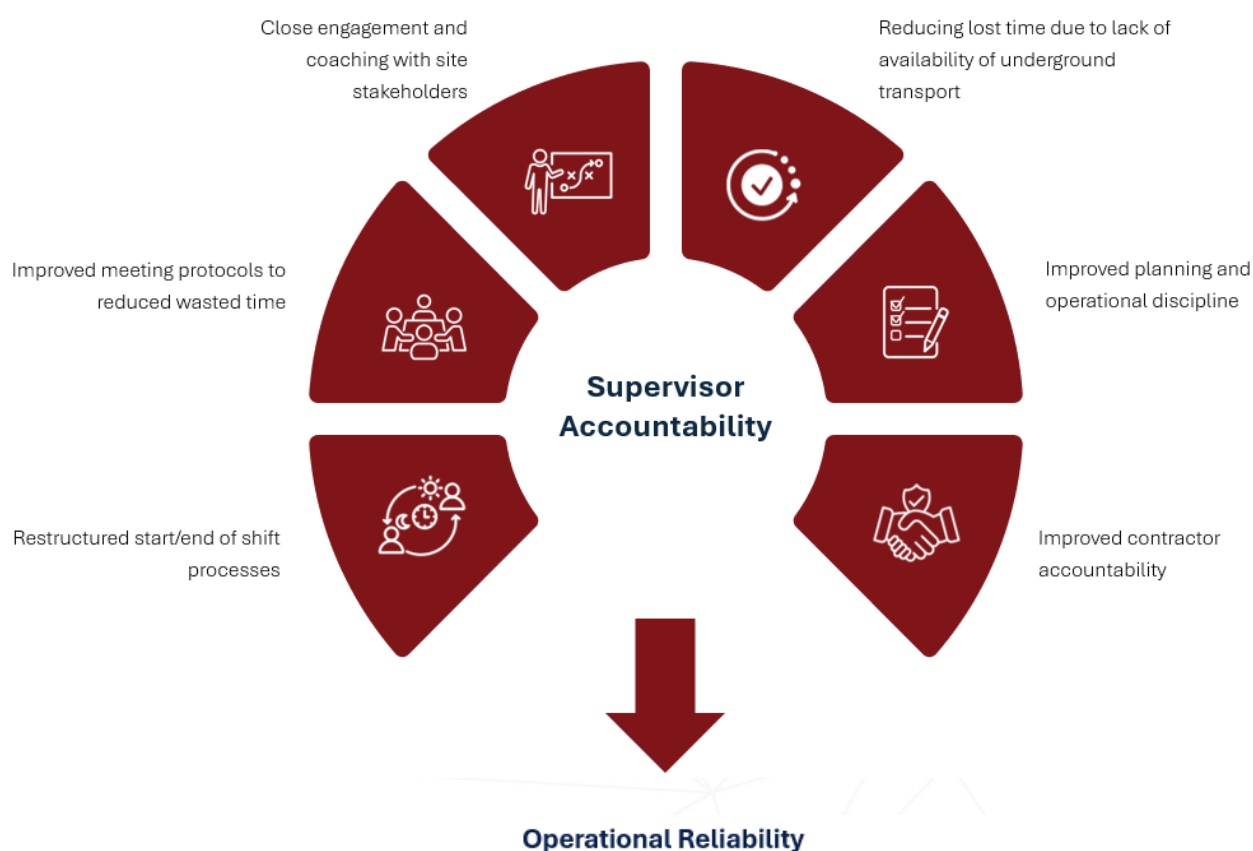 Close engagement and
coaching with site
stakeholders
Reducing lost time due to lack of
availability of underground
transport
Improved meeting protocols to
reduced wasted time
Improved planning and
operational discipline
Supervisor
Accountability
Restructured start/end of shift
processes
Improved contractor
accountability
Operational Reliability